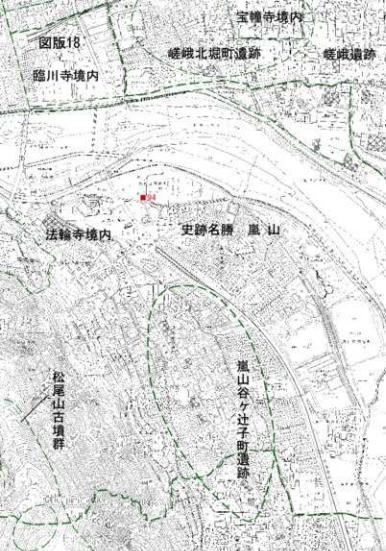 宝幢寺境内
図版18
嵯峨北堀町遺跡
嵯峨遺跡
臨川寺境内
94
法輪寺境内
史跡名勝 嵐山
松尾山古墳群
嵐山谷ヶ辻子町遺跡